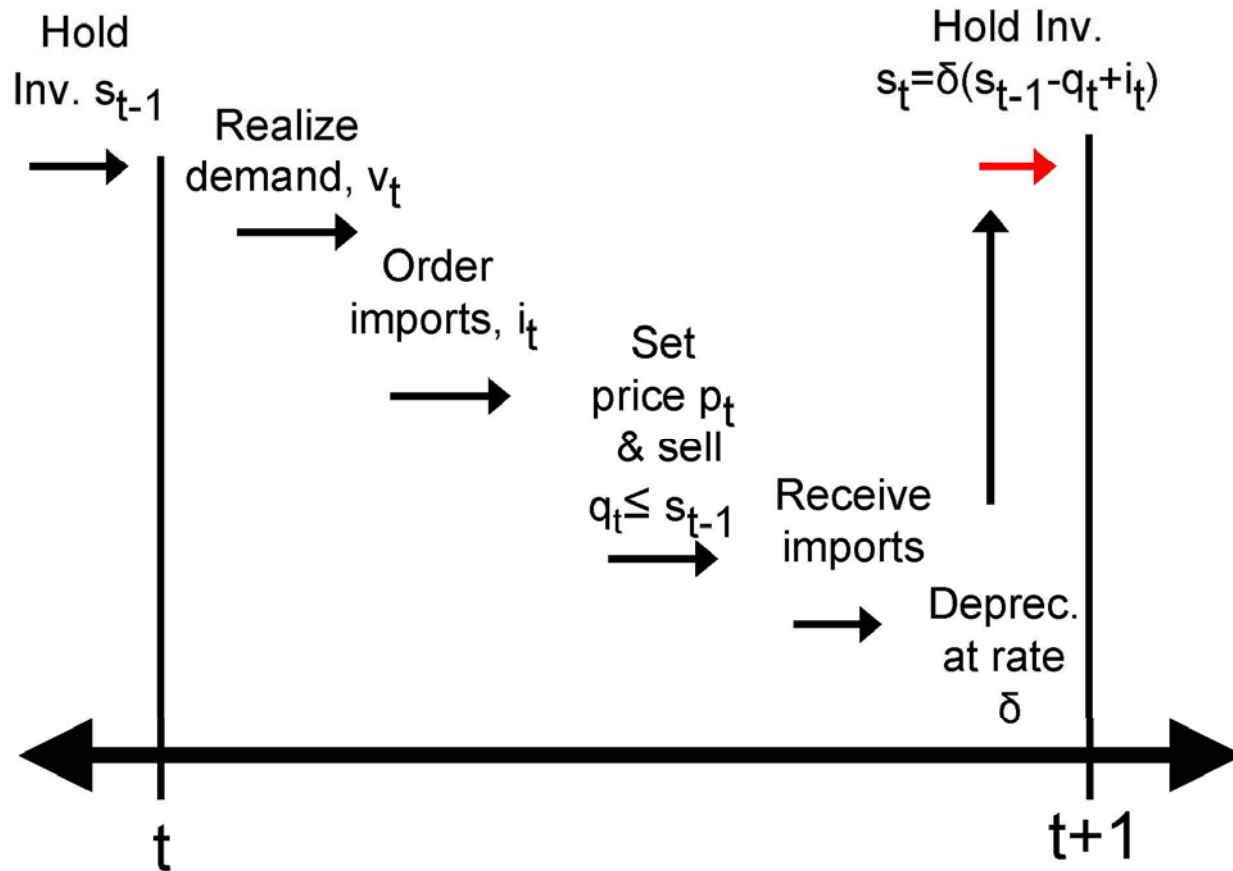 Hold
Inv. s_{t-1}
Realize
demand, v_t
Order
imports, i_t
Set
price p_t
& sell
q_t≤ s_{t-1}
Receive
imports
Deprec.
at rate
δ
Hold Inv.
s_t=δ(s_{t-1}-q_t+i_t)
t
t+1